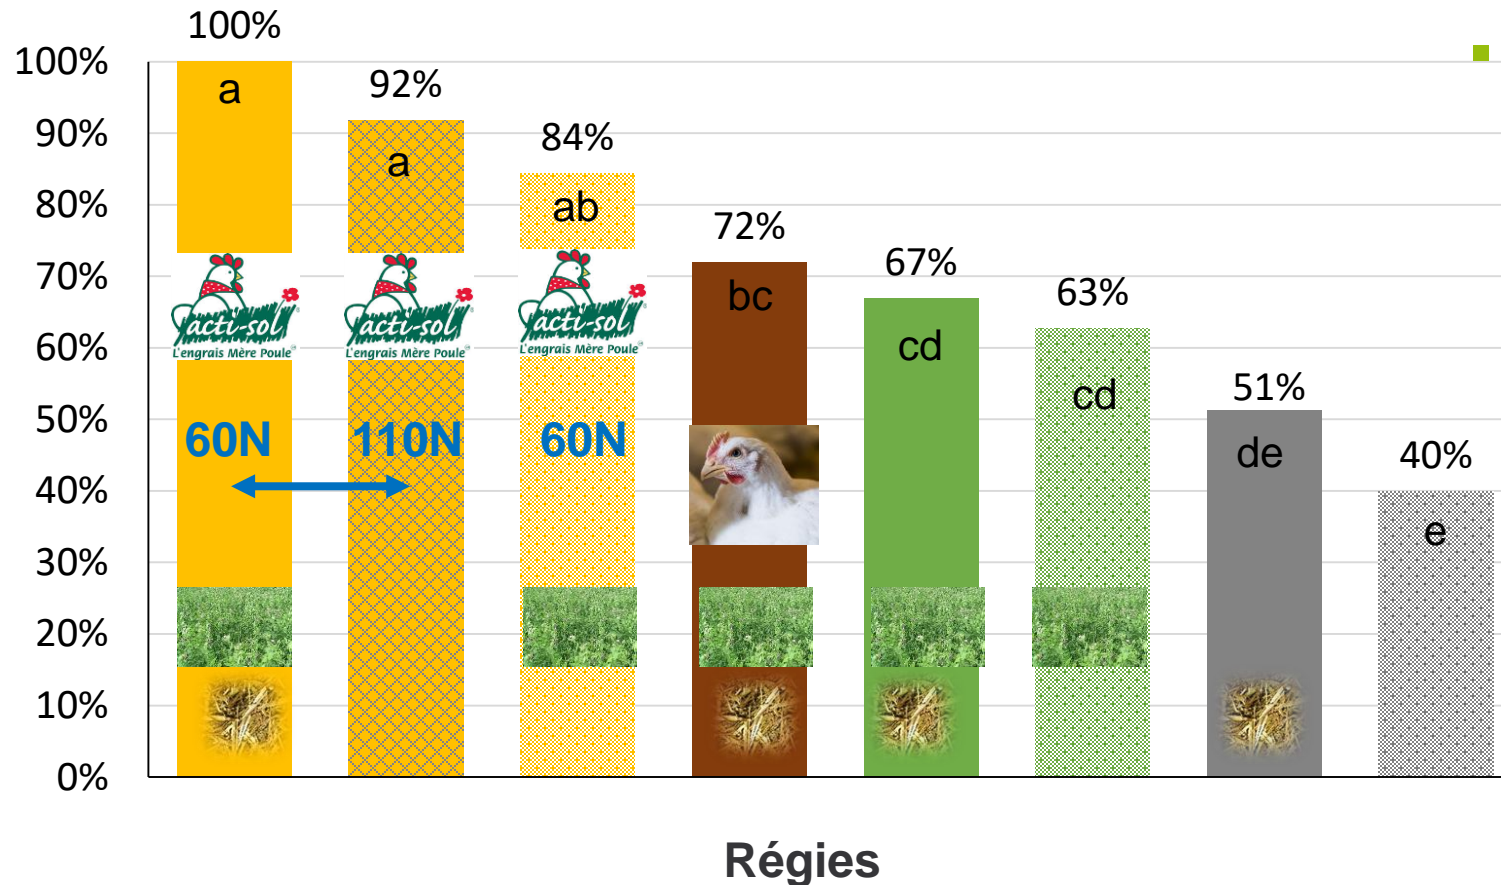 100%
92%
84%
72%
67%
63%
51%
40%
100%
90%
80%
70%
60%
50%
40%
30%
20%
10%
0%
a
a
ab
bc
cd
cd
de
e
acti-sol
L'engrais Mère Poule
acti-sol
L'engrais Mère Poule
acti-sol
L'engrais Mère Poule
60N
110N
60N
Régies